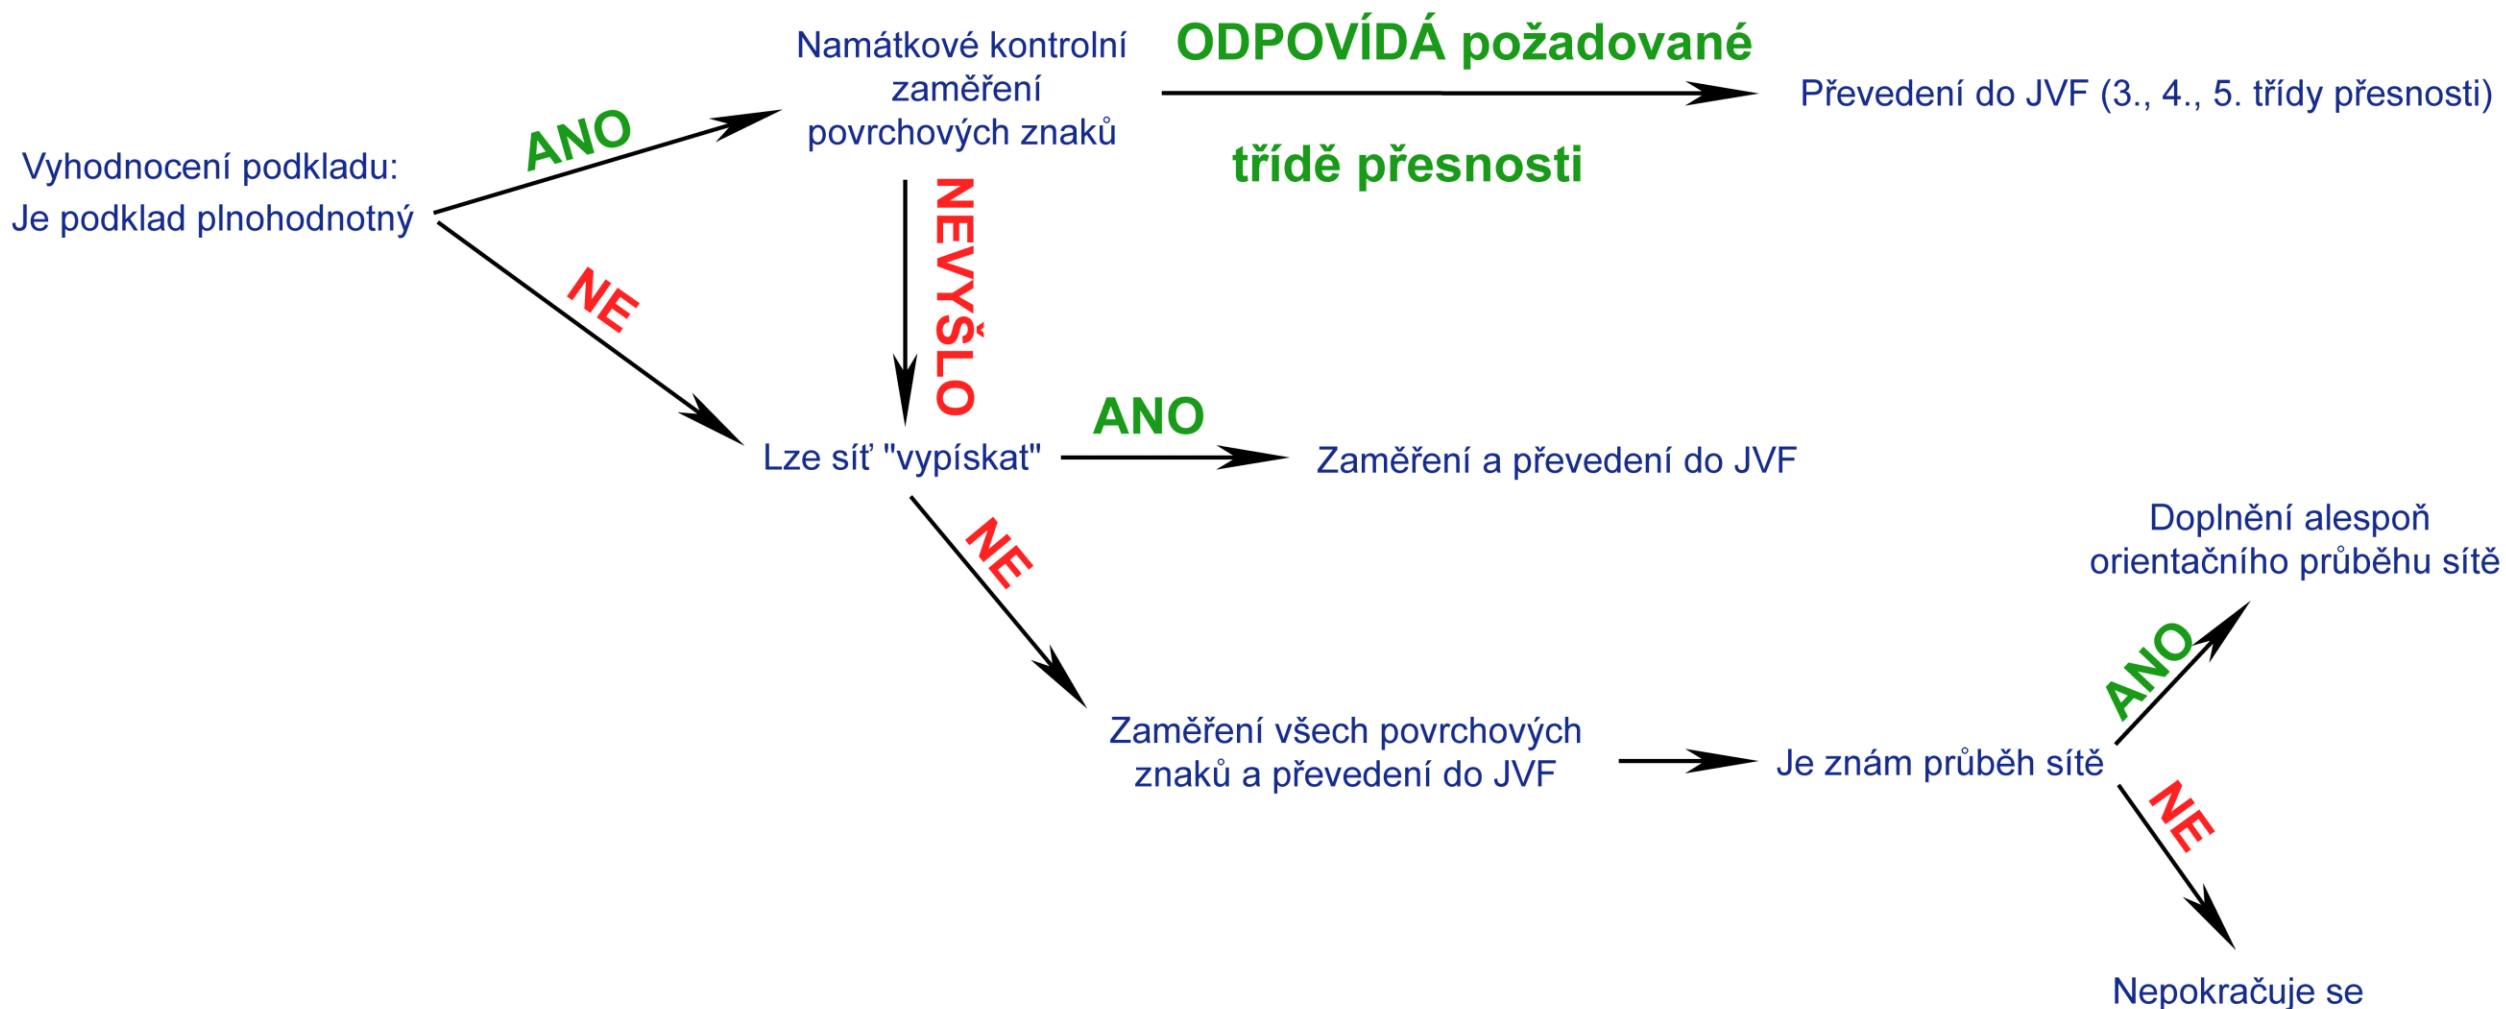 Vyhodnocení podkladu:
Je podklad plnohodnotný
ANO
NE
Namátkové kontrolní
zaměření
povrchových znaků
ODPOVÍDÁ požadované
třídě přesnosti
Převedení do JVF (3., 4., 5. třídy přesnosti)
NEVYŠLO
Lze síť "vypískat"
ANO
Zaměření a převedení do JVF
NE
Zaměření všech povrchových
znaků a převedení do JVF
Je znám průběh sítě
ANO
Doplnění alespoň
orientačního průběhu sítě
NE
Nepokračuje se